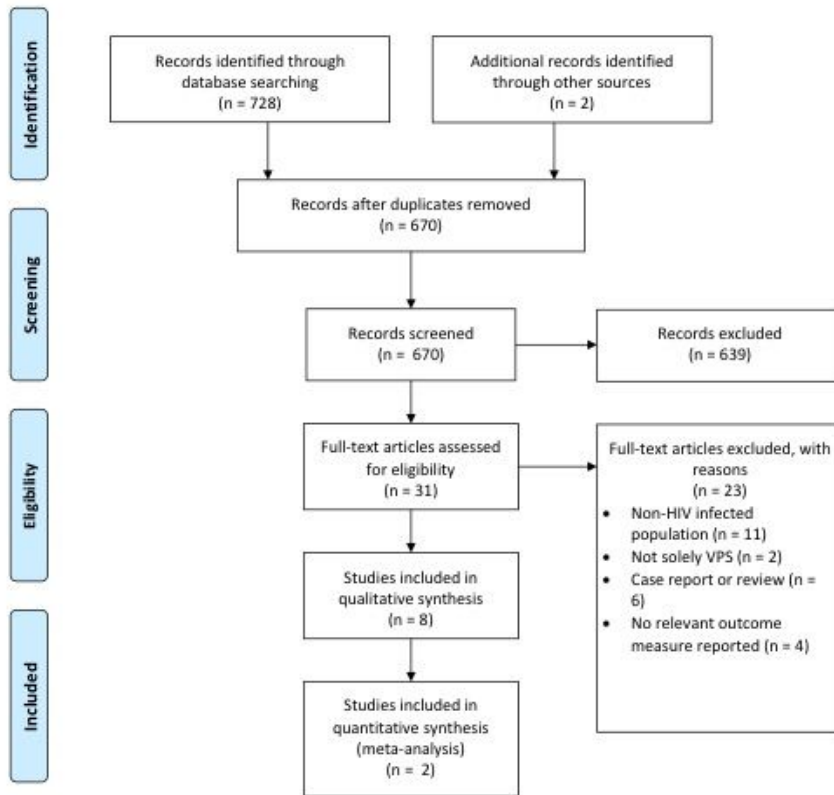 Identification
Records identified through
database searching
(n = 728)
Additional records identified
through other sources
(n = 2)
Records after duplicates removed
(n = 670)
Screening
Records screened
(n = 670)
Records excluded
(n = 639)
Eligibility
Full-text articles assessed
for eligibility
(n = 31)
Full-text articles excluded, with
reasons
(n = 23)
• Non-HIV infected
population (n = 11)
• Not solely VPS (n = 2)
• Case report or review (n =
6)
• No relevant outcome
measure reported (n = 4)
Studies included in
qualitative synthesis
(n = 8)
Included
Studies included in
quantitative synthesis
(meta-analysis)
(n = 2)